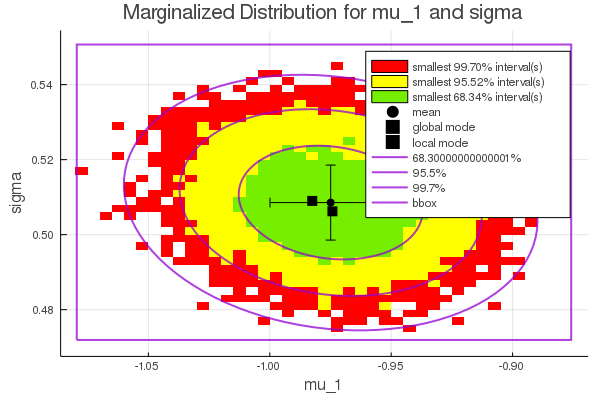 Marginalized Distribution for mu_1 and sigma
smallest 99.70% interval(s)
smallest 95.52% interval(s)
smallest 68.34% interval(s)
mean
global mode
local mode
68.30000000000001%
95.5%
99.7%
bbox
sigma
0.54
0.52
0.50
0.48
-1.05
-1.00
-0.95
-0.90
mu_1